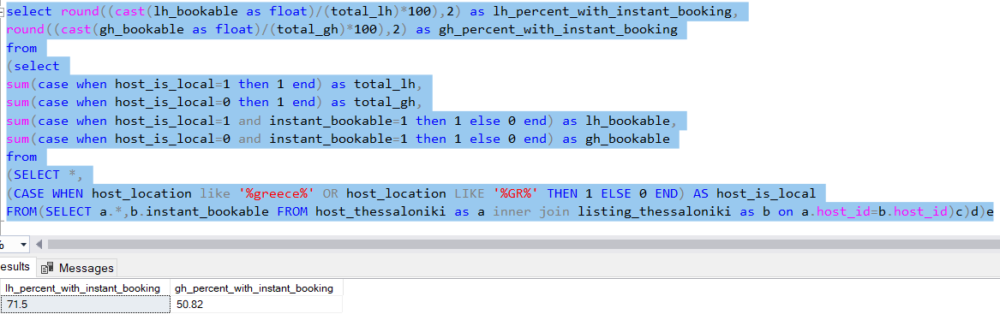 select round((cast(lh_bookable as float)/(total_lh)*100),2) as lh_percent_with_instant_booking,
round((cast(gh_bookable as float)/(total_gh)*100),2) as gh_percent_with_instant_booking
from
(select
sum(case when host_is_local=1 then 1 end) as total_lh,
sum(case when host_is_local=0 then 1 end) as total_gh,
sum(case when host_is_local=1 and instant_bookable=1 then 1 else 0 end) as lh_bookable,
sum(case when host_is_local=0 and instant_bookable=1 then 1 else 0 end) as gh_bookable
from
(SELECT *,
(CASE WHEN host_location like '%greece%' OR host_location LIKE '%GR%' THEN 1 ELSE 0 END) AS host_is_local
FROM(SELECT a.*,b.instant_bookable FROM host_thessaloniki as a inner join listing_thessaloniki as b on a.host_id=b.host_id)c)d)e
%
esults Messages
lh_percent_with_instant_booking gh_percent_with_instant_booking
71.5 50.82